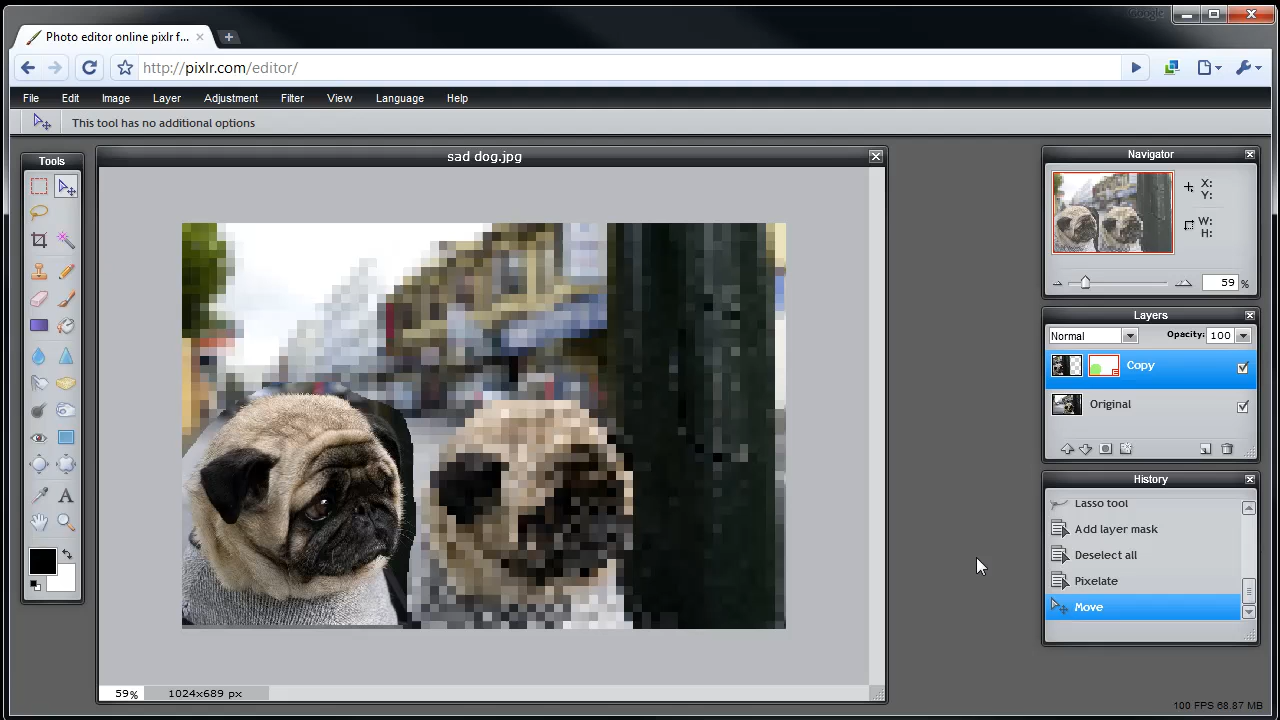 Google
Photo editor online pixlr f...
http://pixlr.com/editor/
File Edit Image Layer Adjustment Filter View Language Help
This tool has no additional options
Tools
sad dog.jpg
59% 1024x689 px
Navigator
X:
Y:
W:
H:
59 %
Layers
Normal Opacity: 100
Copy
Original
History
Lasso tool
Add layer mask
Deselect all
Pixelate
Move
100 FPS 68.87 MB